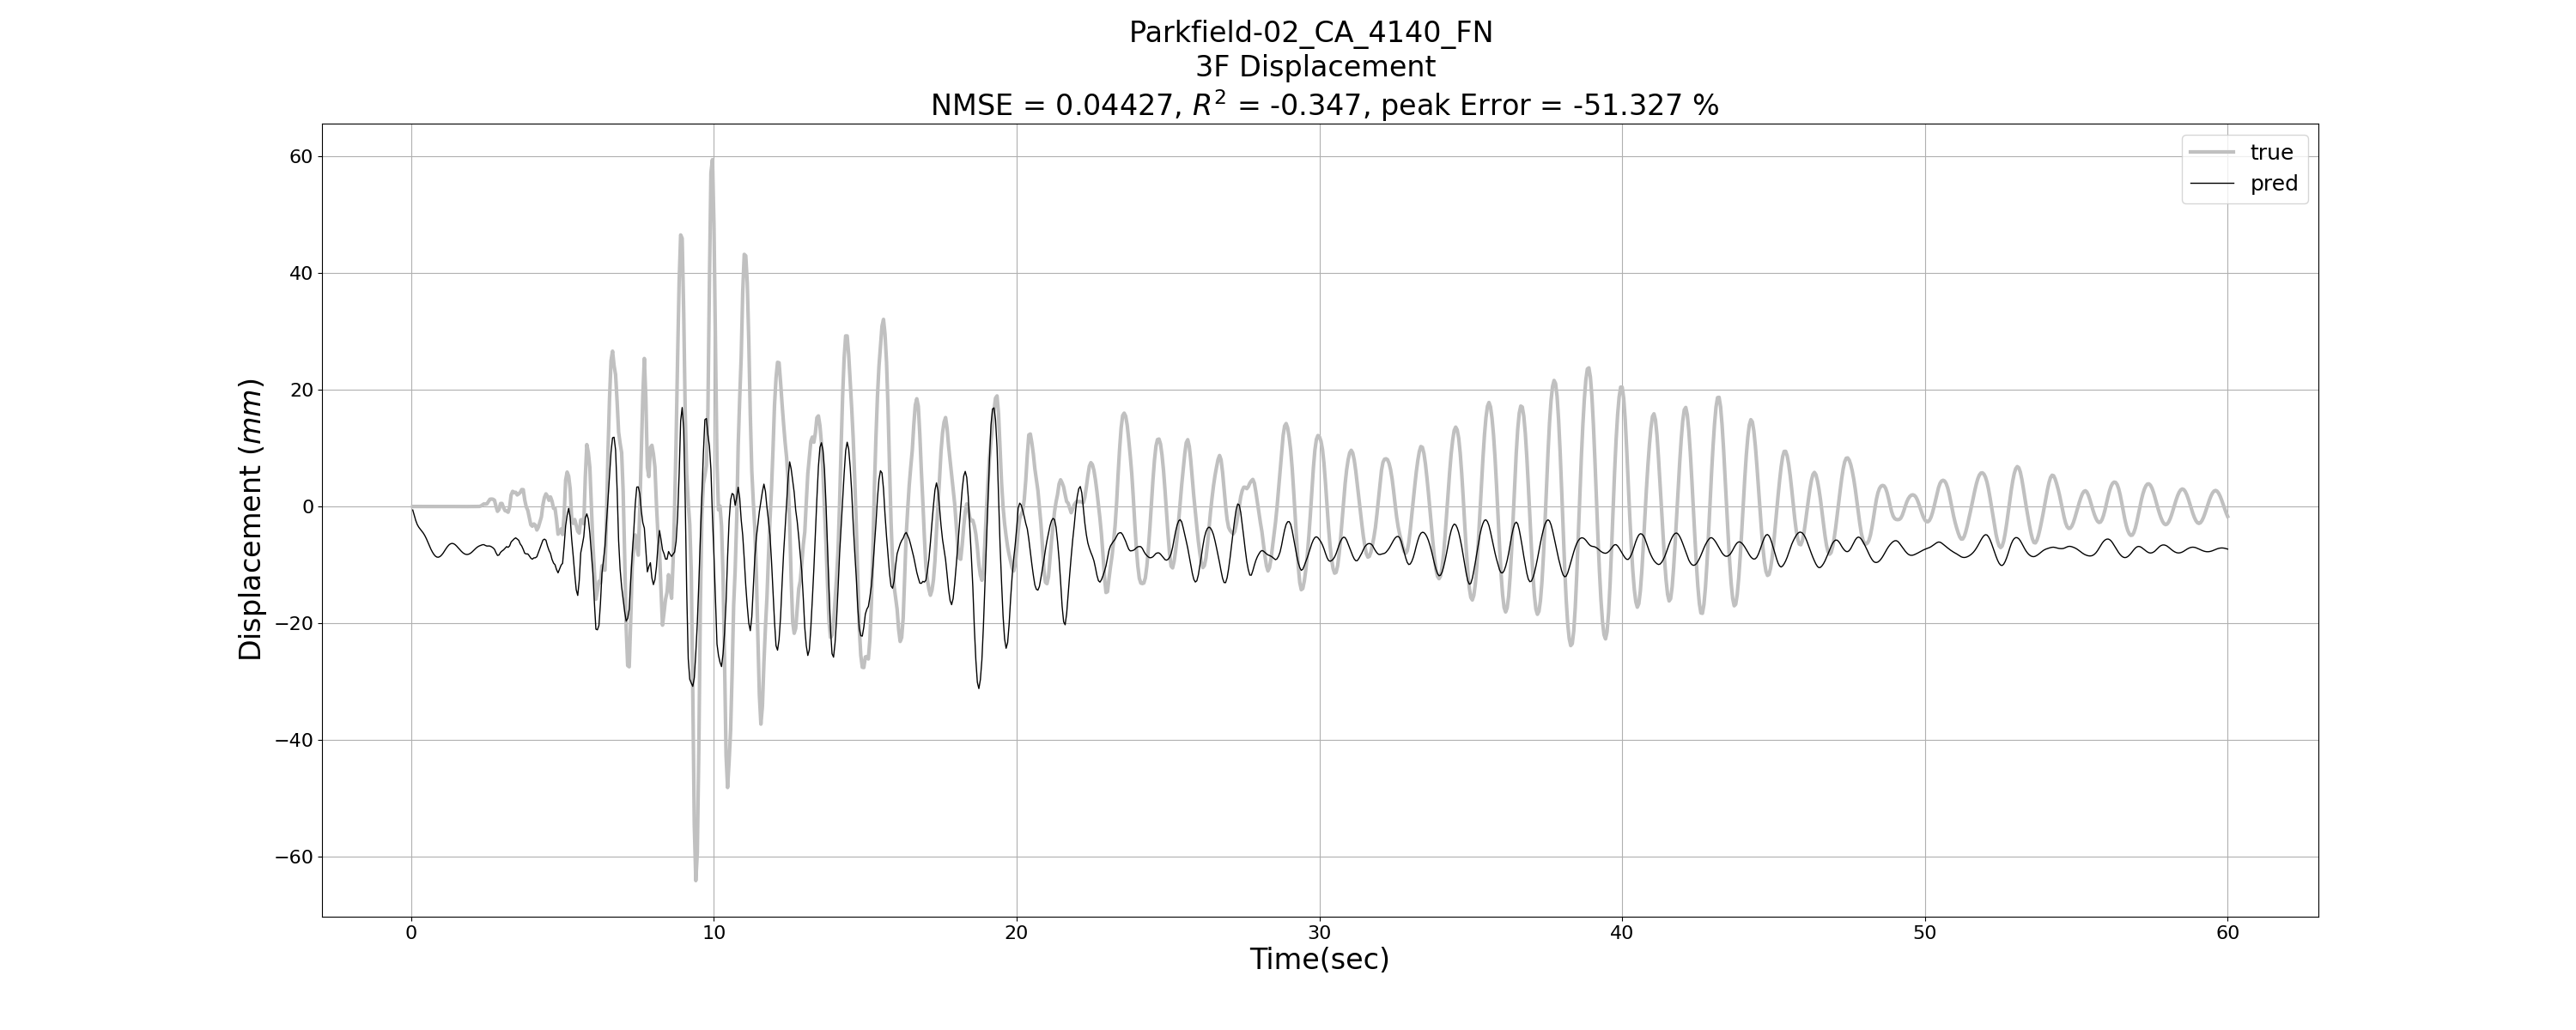 Parkfield-02_CA_4140_FN
3F Displacement
NMSE = 0.04427, R² = -0.347, peak Error = -51.327 %
true
pred
60
40
20
0
−20
−40
−60
Displacement (mm)
0 10 20 30 40 50 60
Time(sec)